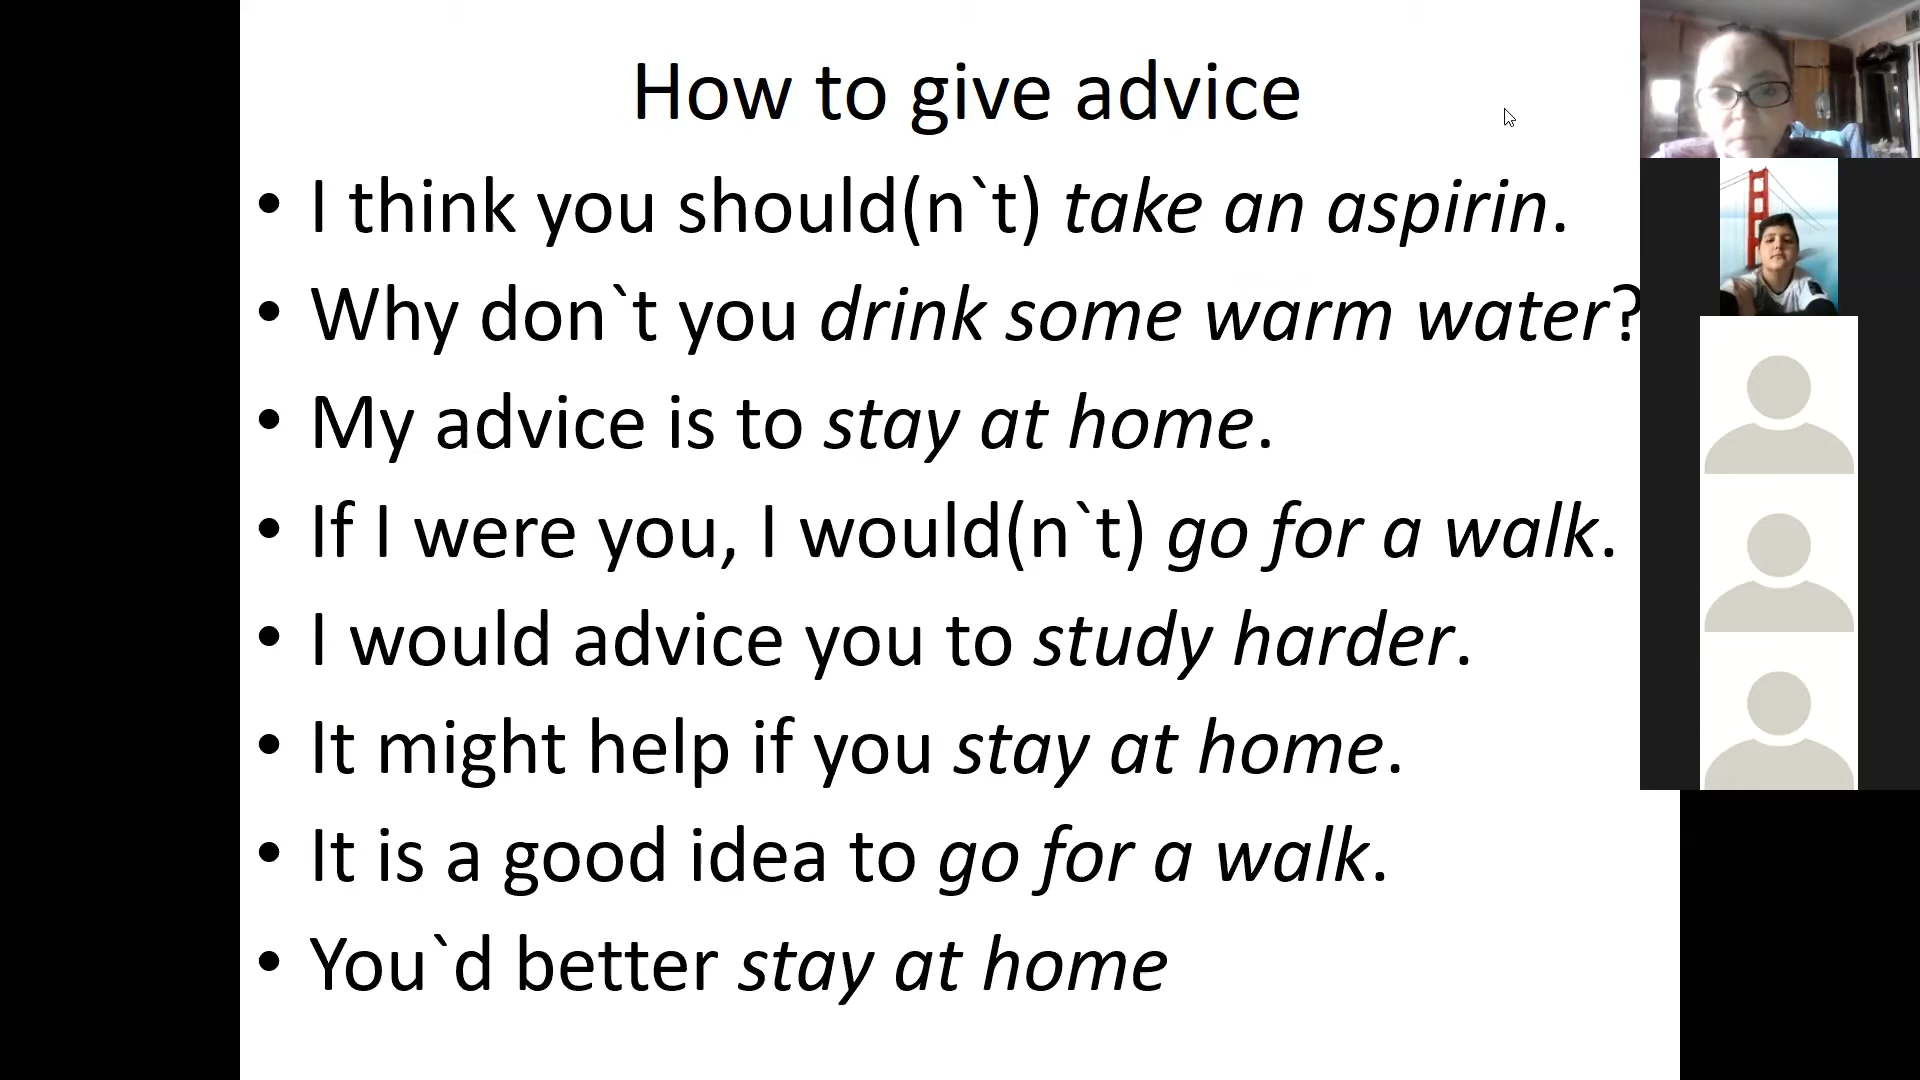 How to give advice
• I think you should(n`t) take an aspirin.
• Why don`t you drink some warm water?
• My advice is to stay at home.
• If I were you, I would(n`t) go for a walk.
• I would advice you to study harder.
• It might help if you stay at home.
• It is a good idea to go for a walk.
• You`d better stay at home